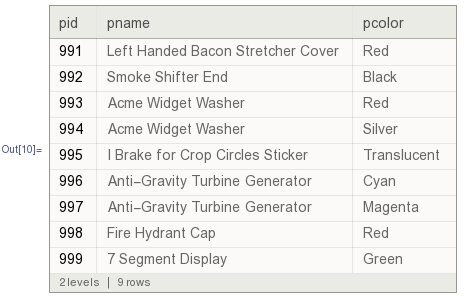 pid pname pcolor
991 Left Handed Bacon Stretcher Cover Red
992 Smoke Shifter End Black
993 Acme Widget Washer Red
994 Acme Widget Washer Silver
Out[10]= 995 I Brake for Crop Circles Sticker Translucent
996 Anti-Gravity Turbine Generator Cyan
997 Anti-Gravity Turbine Generator Magenta
998 Fire Hydrant Cap Red
999 7 Segment Display Green
2 levels | 9 rows